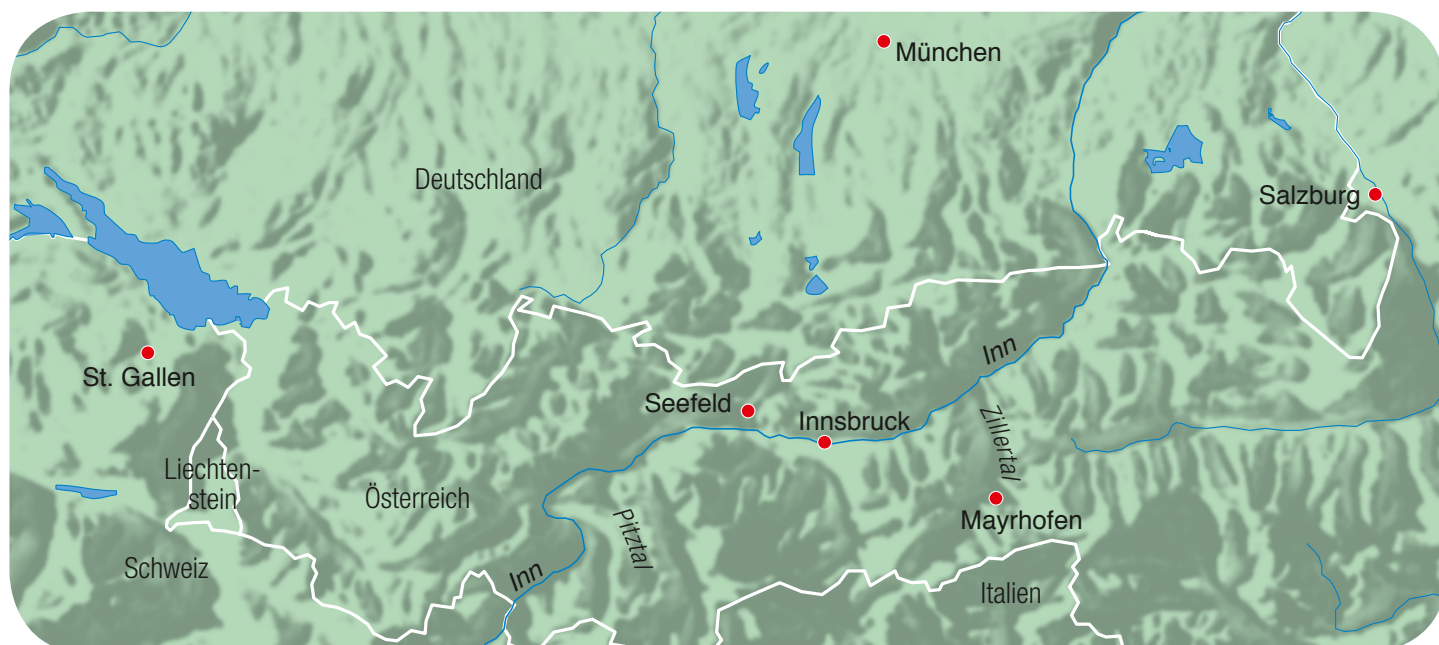 München
Deutschland
Salzburg
Inn
St. Gallen
Seefeld
Innsbruck
Zillertal
Liechten-
stein
Österreich
Mayrhofen
Pitztal
Inn
Schweiz
Italien